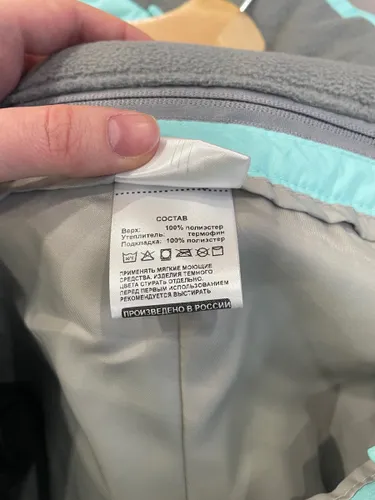 СОСТАВ
Верх: 100% полиэстер
Утеплитель: термофин
Подкладка: 100% полиэстер
ПРИМЕНЯТЬ МЯГКИЕ МОЮЩИЕ
СРЕДСТВА. ИЗДЕЛИЯ ТЕМНОГО
ЦВЕТА СТИРАТЬ ОТДЕЛЬНО.
ПЕРЕД ПЕРВЫМ ИСПОЛЬЗОВАНИЕМ
РЕКОМЕНДУЕТСЯ ВЫСТИРАТЬ
ПРОИЗВЕДЕНО В РОССИИ